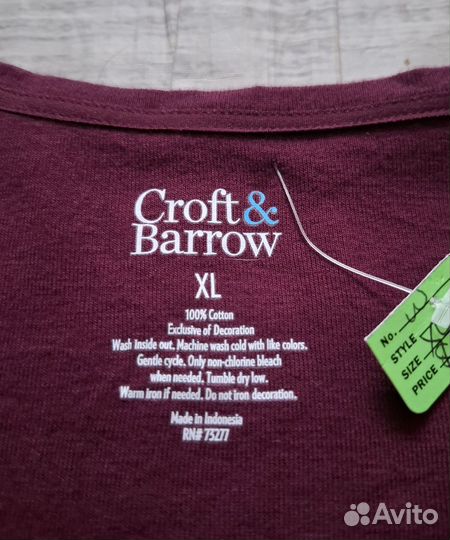 Croft &
Barrow
XL
100% Cotton
Exclusive of Decoration
Wash inside out. Machine wash cold with like colors.
Gentle cycle. Only non-chlorine bleach
when needed. Tumble dry low.
Warm iron if needed. Do not iron decoration.
Made in Indonesia
RN# 73277
No.
STYLE
SIZE
PRICE
Avito